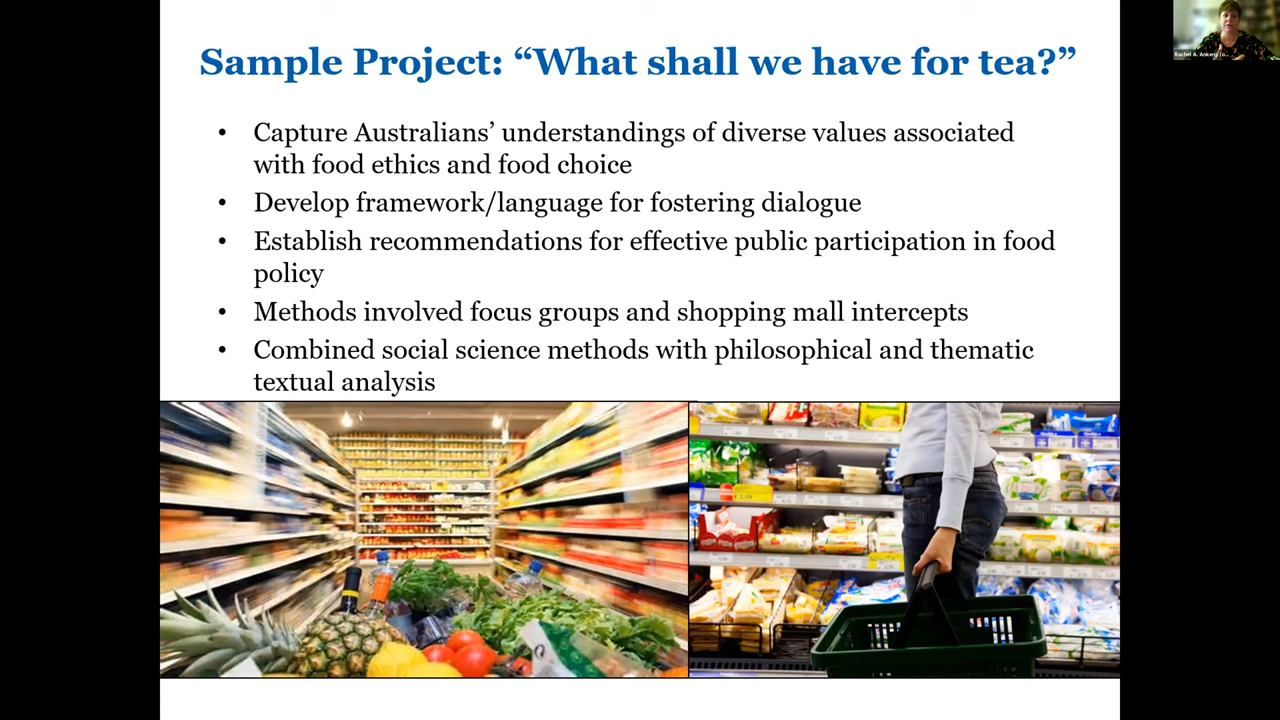 Sample Project: “What shall we have for tea?”
• Capture Australians’ understandings of diverse values associated
with food ethics and food choice
• Develop framework/language for fostering dialogue
• Establish recommendations for effective public participation in food
policy
• Methods involved focus groups and shopping mall intercepts
• Combined social science methods with philosophical and thematic
textual analysis
Rachel A. Ankeny (o...